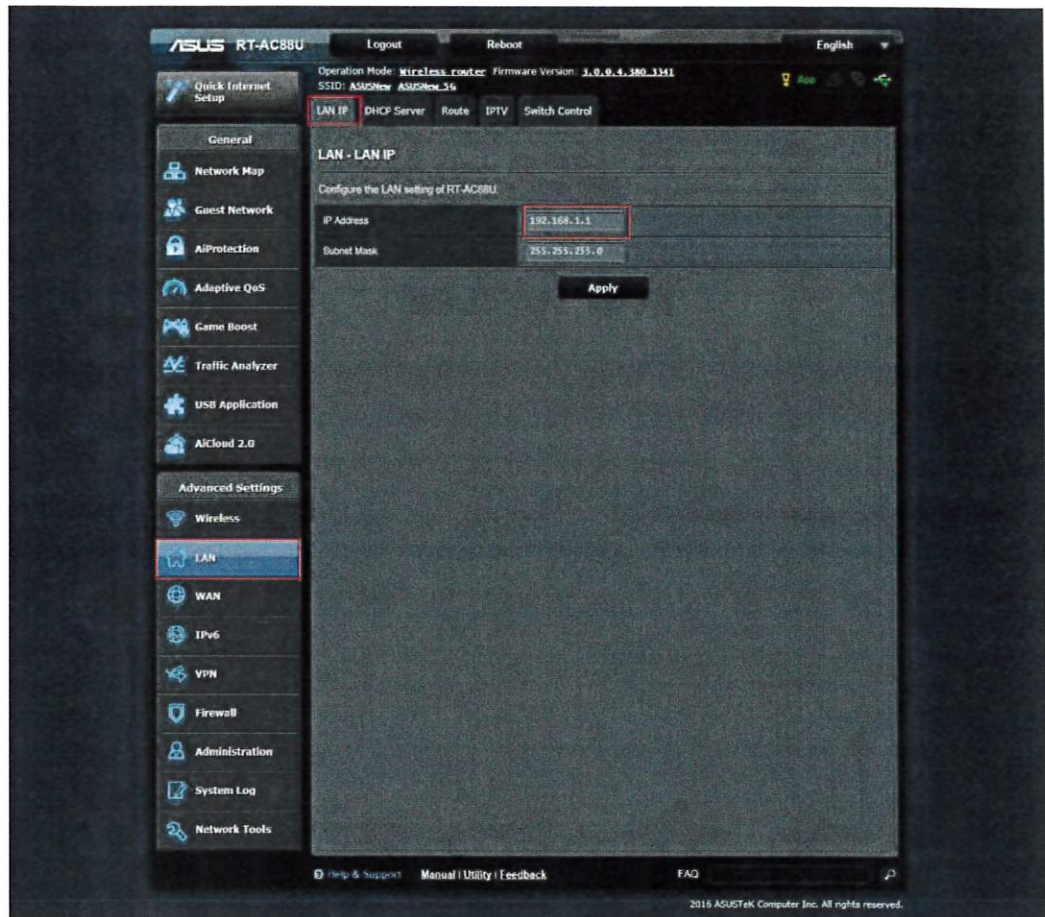 ASUS RT-AC88U Logout Reboot English
Quick Internet Setup
Operation Mode: Wireless router Firmware Version: 3.0.0.4.380_3341
SSID: ASUSNew ASUSNew_5G
App
LAN IP DHCP Server Route IPTV Switch Control
General
Network Map
Guest Network
AiProtection
Adaptive QoS
Game Boost
Traffic Analyzer
USB Application
AiCloud 2.0
Advanced Settings
Wireless
LAN
WAN
IPv6
VPN
Firewall
Administration
System Log
Network Tools
LAN - LAN IP
Configure the LAN setting of RT-AC88U.
IP Address 192.168.1.1
Subnet Mask 255.255.255.0
Apply
Help & Support Manual | Utility | Feedback FAQ
2016 ASUSTeK Computer Inc. All rights reserved.